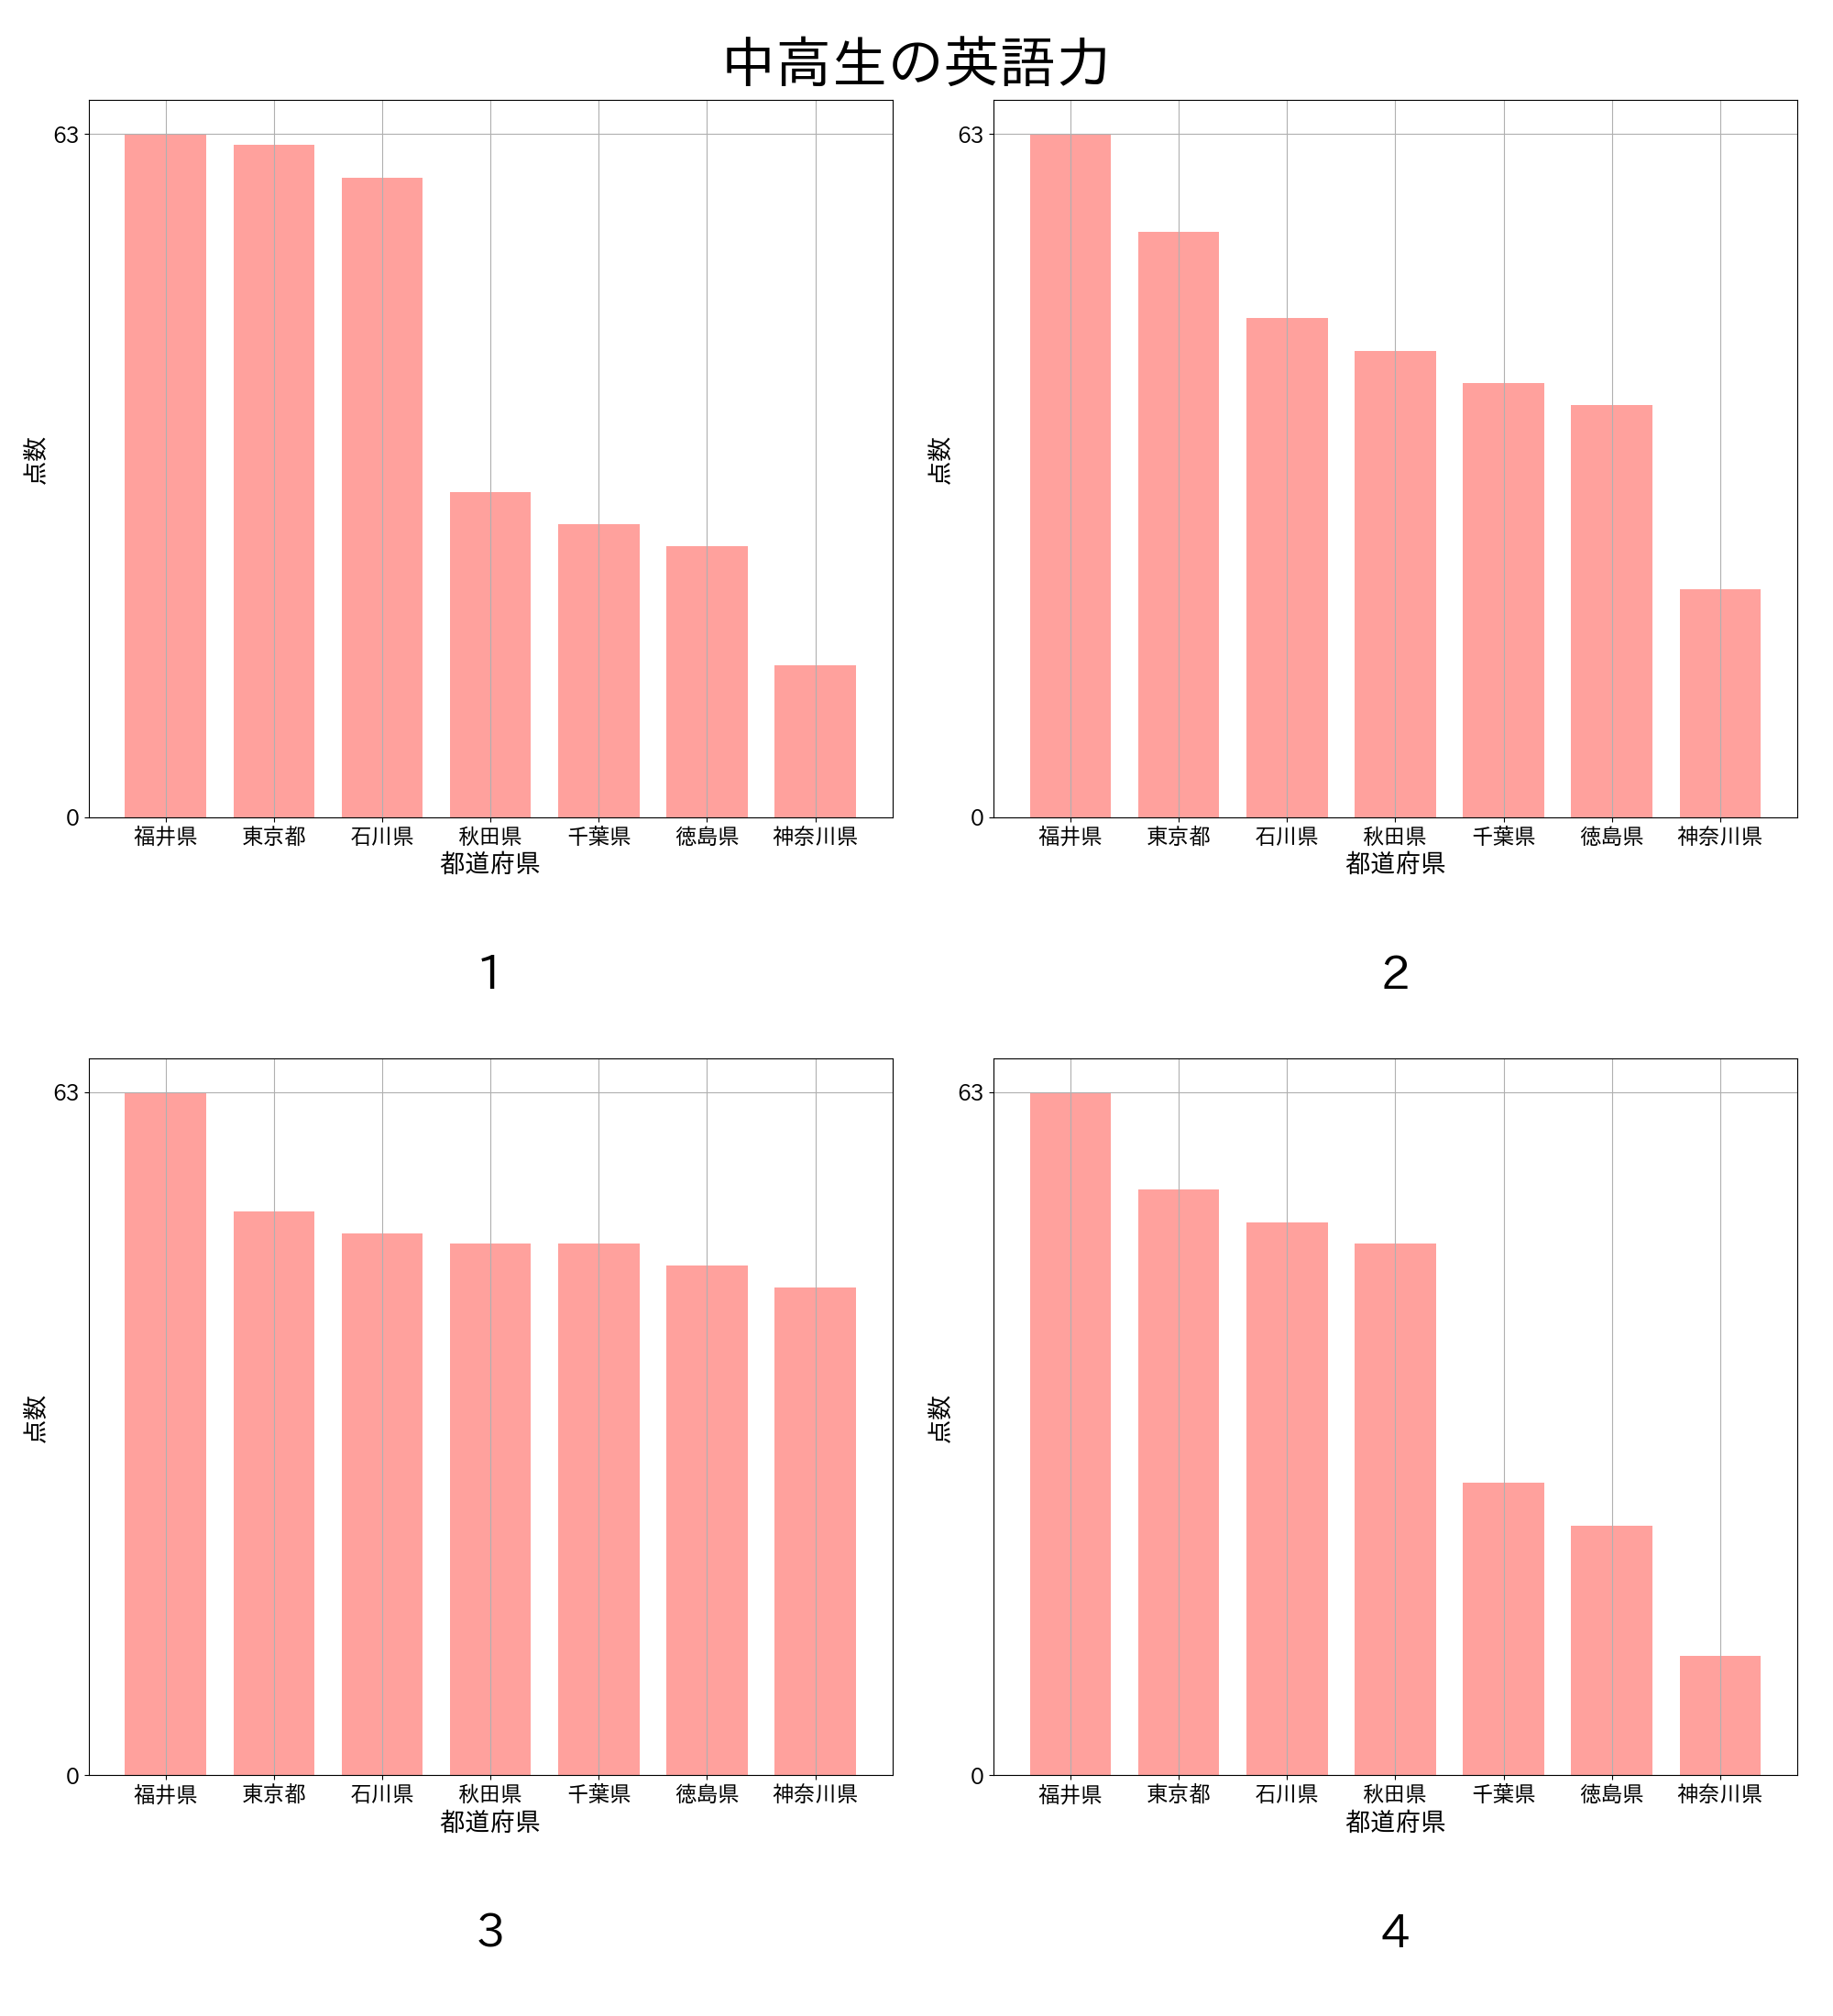 中高生の英語力
63
0
点数
福井県 東京都 石川県 秋田県 千葉県 徳島県 神奈川県
都道府県
1
63
0
点数
福井県 東京都 石川県 秋田県 千葉県 徳島県 神奈川県
都道府県
2
63
0
点数
福井県 東京都 石川県 秋田県 千葉県 徳島県 神奈川県
都道府県
3
63
0
点数
福井県 東京都 石川県 秋田県 千葉県 徳島県 神奈川県
都道府県
4